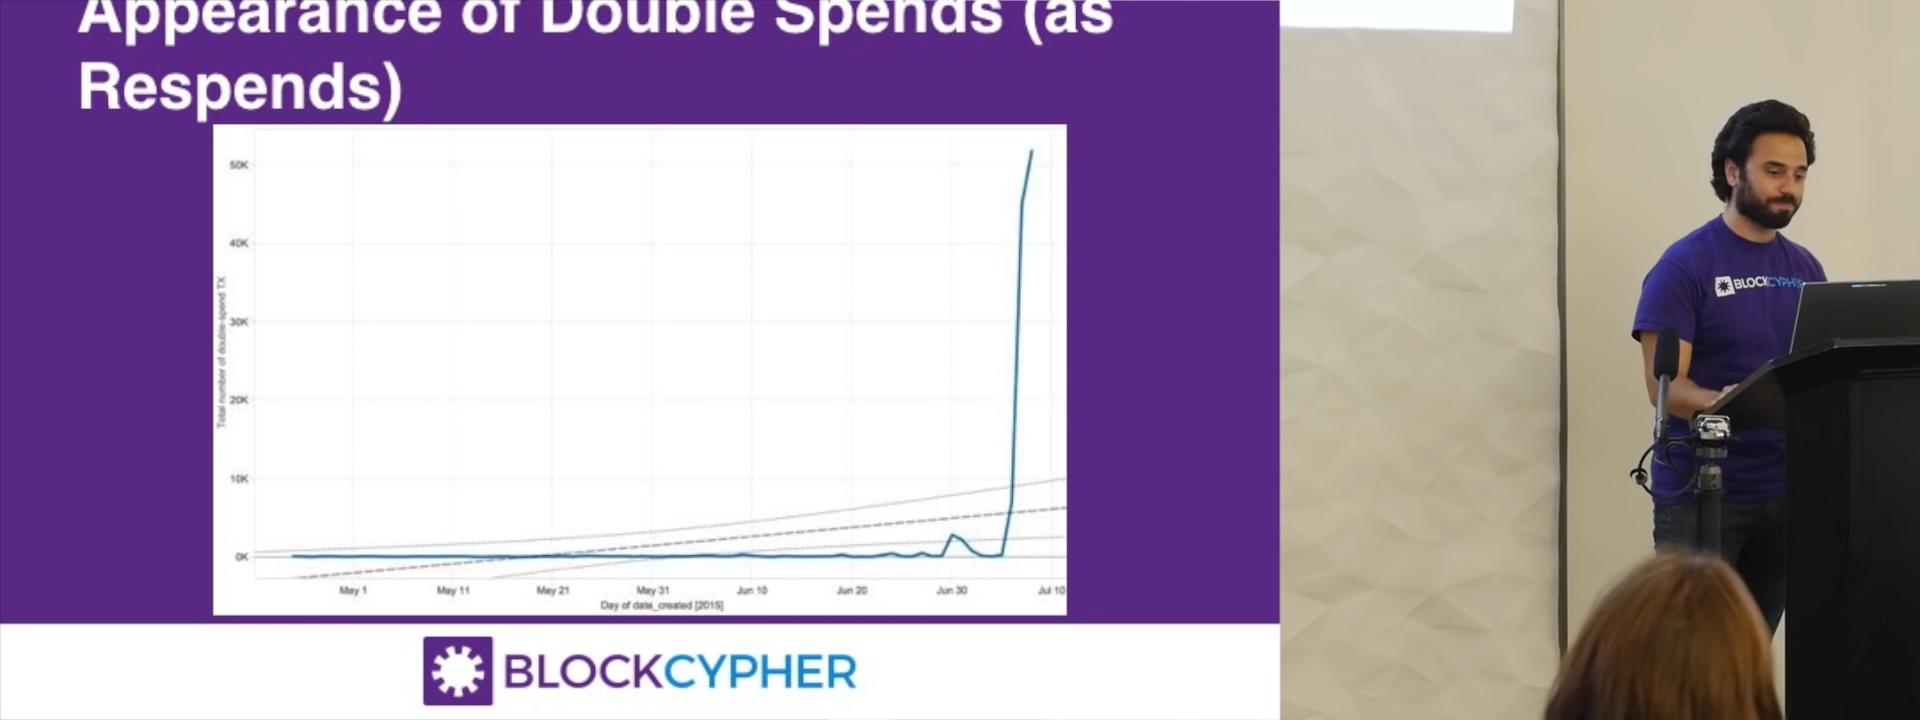 Appearance of Double Spends (as
Respends)
50K
40K
30K
20K
10K
0K
Total number of double-spend TX
May 1
May 11
May 21
May 31
Jun 10
Jun 20
Jun 30
Jul 10
Day of date_created [2015]
BLOCKCYPHER
BLOCKCYPHER